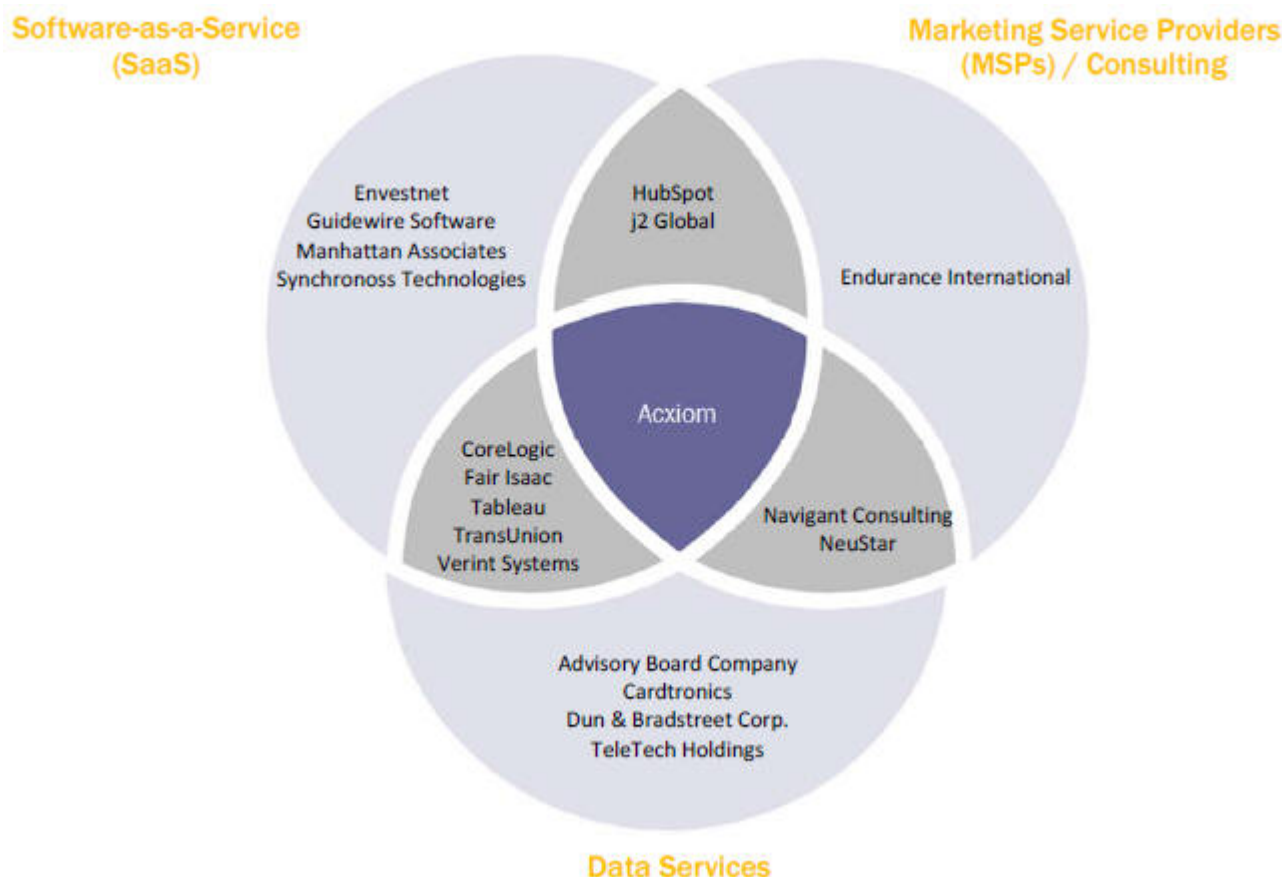 Software-as-a-Service
(SaaS)
Marketing Service Providers
(MSPs) / Consulting
Envestnet
Guidewire Software
Manhattan Associates
Synchronoss Technologies
HubSpot
j2 Global
Endurance International
Acxiom
CoreLogic
Fair Isaac
Tableau
TransUnion
Verint Systems
Navigant Consulting
NeuStar
Advisory Board Company
Cardtronics
Dun & Bradstreet Corp.
TeleTech Holdings
Data Services